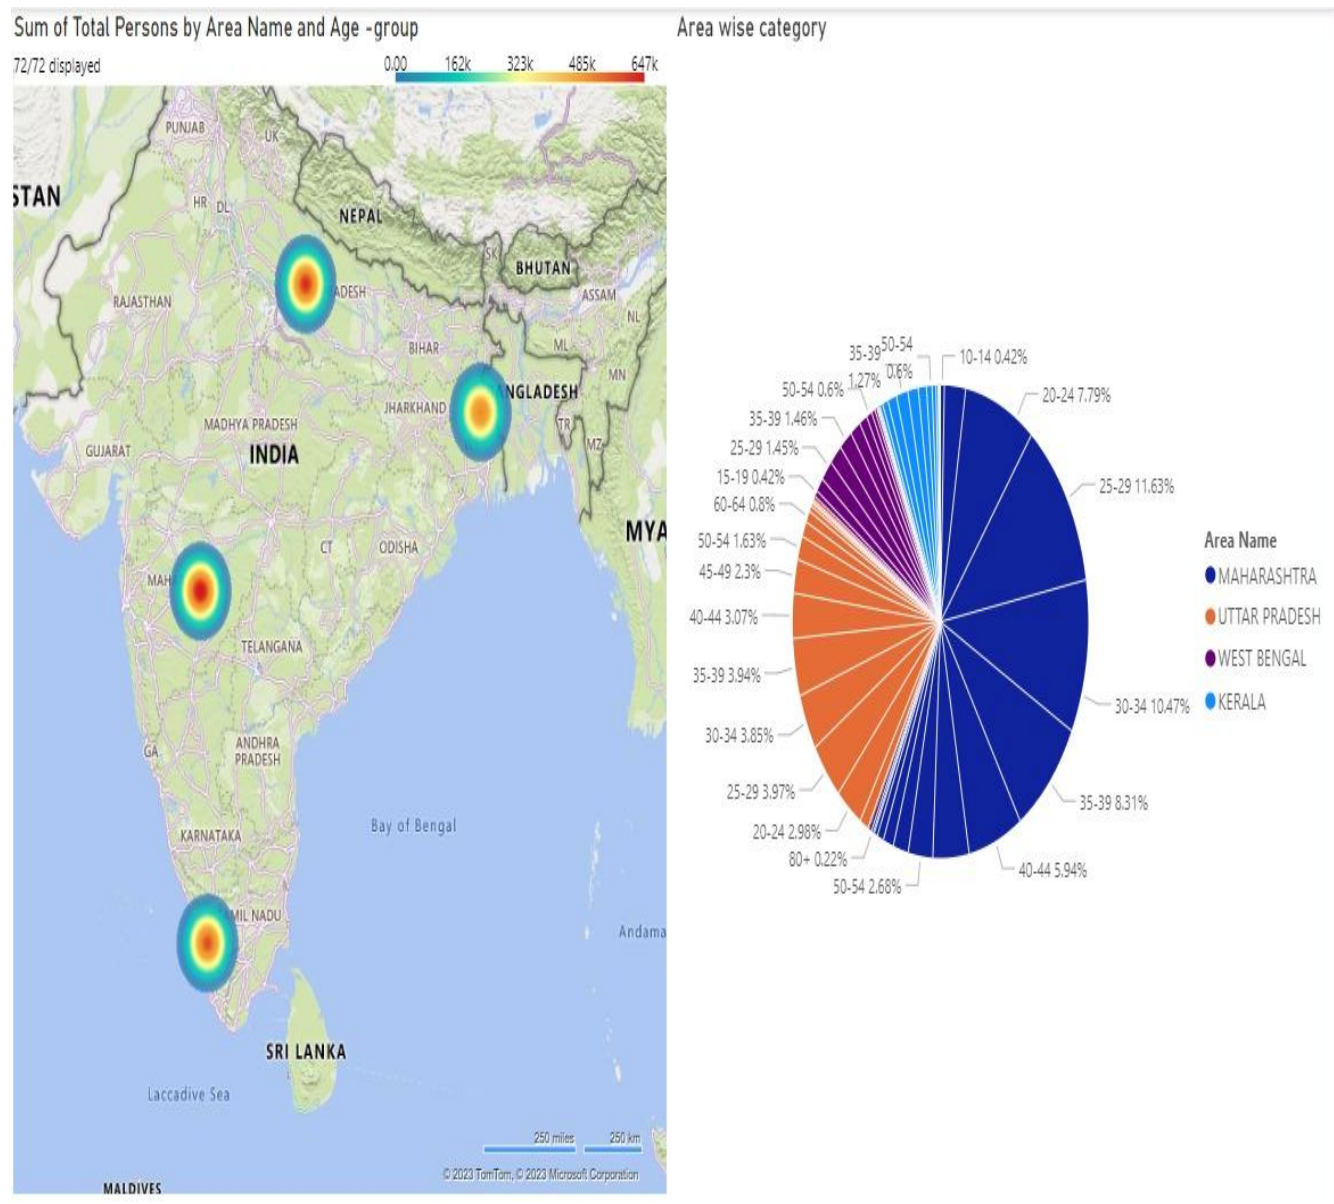 Sum of Total Persons by Area Name and Age -group
72/72 displayed
0.00 162k 323k 485k 647k
PUNJAB
UK
STAN
HR DL
NEPAL
SK
BHUTAN
ADESH
RAJASTHAN
ASSAM
NL
BIHAR
ML
MN
ANGLADESH
JHARKHAND
MADHYA PRADESH
TR
MZ
GUJARAT
INDIA
MYA
CT
ODISHA
MAH
TELANGANA
GA
ANDHRA
PRADESH
Bay of Bengal
KARNATAKA
AMIL NADU
Andama
SRI LANKA
Laccadive Sea
250 miles 250 km
© 2023 TomTom, © 2023 Microsoft Corporation
MALDIVES
Area wise category
10-14 0.42%
20-24 7.79%
25-29 11.63%
30-34 10.47%
35-39 8.31%
40-44 5.94%
50-54 2.68%
80+ 0.22%
20-24 2.98%
25-29 3.97%
30-34 3.85%
35-39 3.94%
40-44 3.07%
45-49 2.3%
50-54 1.63%
60-64 0.8%
15-19 0.42%
25-29 1.45%
35-39 1.46%
50-54 0.6%
35-39
1.27%
50-54
0.6%
Area Name
MAHARASHTRA
UTTAR PRADESH
WEST BENGAL
KERALA